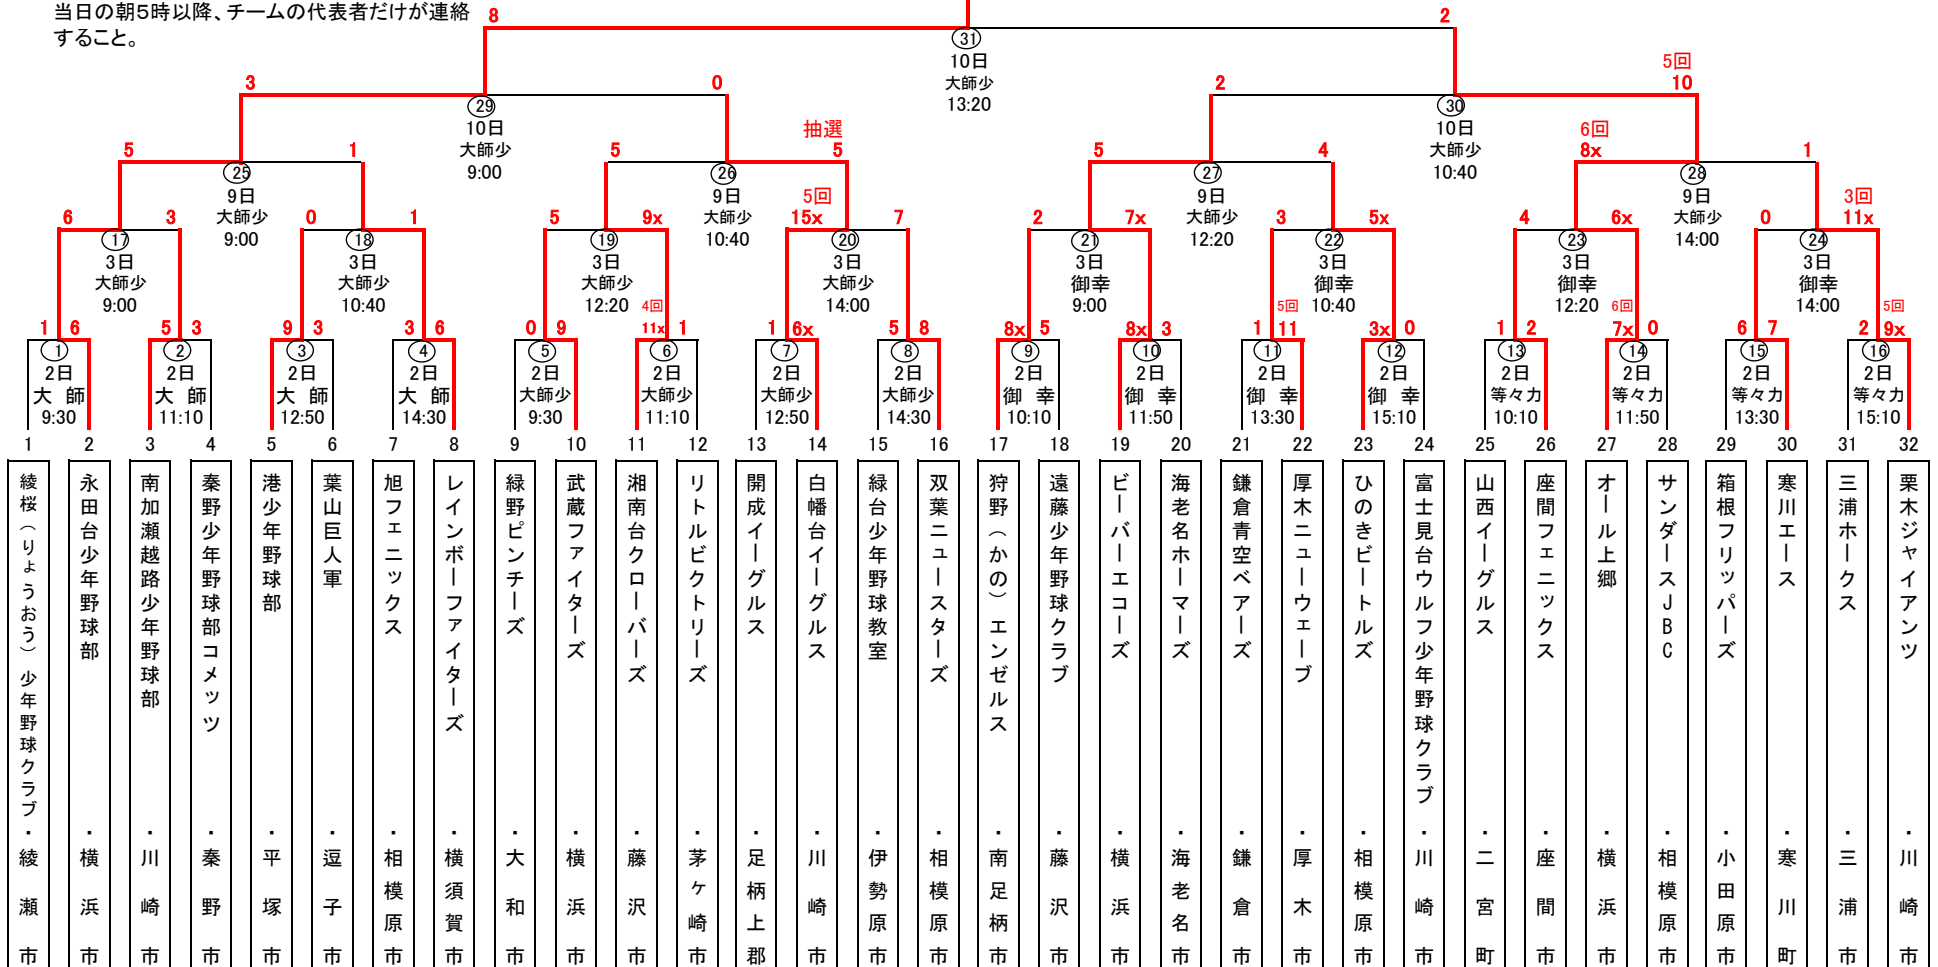 当日の朝5時以降、チームの代表者だけが連絡
すること。
8 2
31
10日
大師少
13:20
5回
3 0 2 10
29 30
10日 10日
大師少 大師少
9:00 10:40
抽選 6回
5 1 5 5 5 4 8x 1
25 26 27 28
9日 9日 9日 9日
大師少 大師少 大師少 大師少
9:00 10:40 12:20 14:00
5回 3回
6 3 0 1 5 9x 15x 7 2 7x 3 5x 4 6x 0 11x
17 18 19 20 21 22 23 24
3日 3日 3日 3日 3日 3日 3日 3日
大師少 大師少 大師少 大師少 御幸 御幸 御幸 御幸
9:00 10:40 12:20 14:00 9:00 10:40 12:20 14:00
4回 5回 6回 5回
1 6 5 3 9 3 3 6 0 9 11x 1 1 6x 5 8 8x 5 8x 3 1 11 3x 0 1 2 7x 0 6 7 2 9x
1 2 3 4 5 6 7 8 9 10 11 12 13 14 15 16
2日 2日 2日 2日 2日 2日 2日 2日 2日 2日 2日 2日 2日 2日 2日 2日
大師 大師 大師 大師 大師少 大師少 大師少 大師少 御幸 御幸 御幸 御幸 等々力 等々力 等々力 等々力
9:30 11:10 12:50 14:30 9:30 11:10 12:50 14:30 10:10 11:50 13:30 15:10 10:10 11:50 13:30 15:10
1 2 3 4 5 6 7 8 9 10 11 12 13 14 15 16 17 18 19 20 21 22 23 24 25 26 27 28 29 30 31 32
綾桜(りょうおう)少年野球クラブ・綾瀬市
永田台少年野球部・横浜市
南加瀬越路少年野球部・川崎市
秦野少年野球部コメッツ・秦野市
港少年野球部・平塚市
葉山巨人軍・逗子市
旭フェニックス・相模原市
レインボーファイターズ・横須賀市
緑野ピンチーズ・大和市
武蔵ファイターズ・横浜市
湘南台クローバーズ・藤沢市
リトルビクトリーズ・茅ヶ崎市
開成イーグルス・足柄上郡
白幡台イーグルス・川崎市
緑台少年野球教室・伊勢原市
双葉ニュースターズ・相模原市
狩野(かの)エンゼルス・南足柄市
遠藤少年野球クラブ・藤沢市
ビーバーエコーズ・横浜市
海老名ホーマーズ・海老名市
鎌倉青空ベアーズ・鎌倉市
厚木ニューウェーブ・厚木市
ひのきビートルズ・相模原市
富士見台ウルフ少年野球クラブ・川崎市
山西イーグルス・二宮町
座間フェニックス・座間市
オール上郷・横浜市
サンダースJBC・相模原市
箱根フリッパーズ・小田原市
寒川エース・寒川町
三浦ホークス・三浦市
栗木ジャイアンツ・川崎市